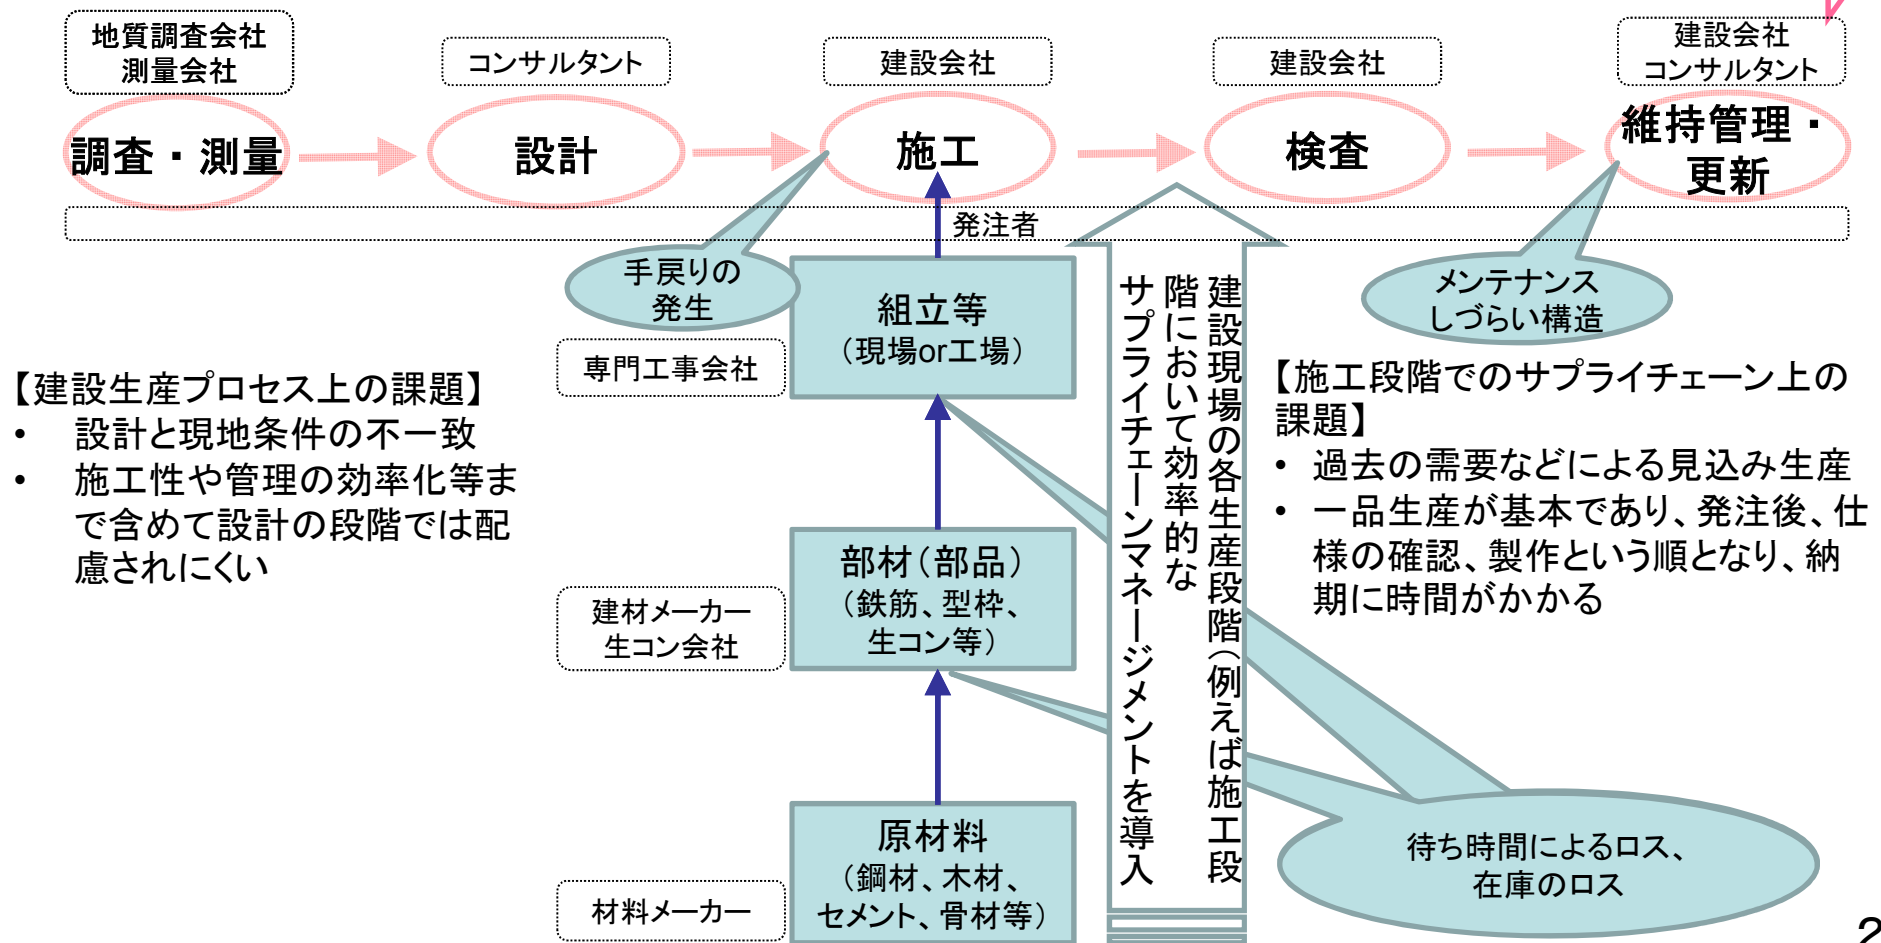 地質調査会社
測量会社
コンサルタント
建設会社
建設会社
建設会社
コンサルタント
調査・測量
設計
施工
検査
維持管理・
更新
発注者
手戻りの
発生
メンテナンス
しづらい構造
組立等
（現場or工場）
専門工事会社
【建設生産プロセス上の課題】
• 設計と現地条件の不一致
• 施工性や管理の効率化等ま
で含めて設計の段階では配
慮されにくい
建設現場の各生産段階（例えば施工段
階において効率的な
サプライチェーンマネージメントを導入
【施工段階でのサプライチェーン上の
課題】
• 過去の需要などによる見込み生産
• 一品生産が基本であり、発注後、仕
様の確認、製作という順となり、納
期に時間がかかる
部材（部品）
（鉄筋、型枠、
生コン等）
建材メーカー
生コン会社
原材料
（鋼材、木材、
セメント、骨材等）
材料メーカー
待ち時間によるロス、
在庫のロス
2